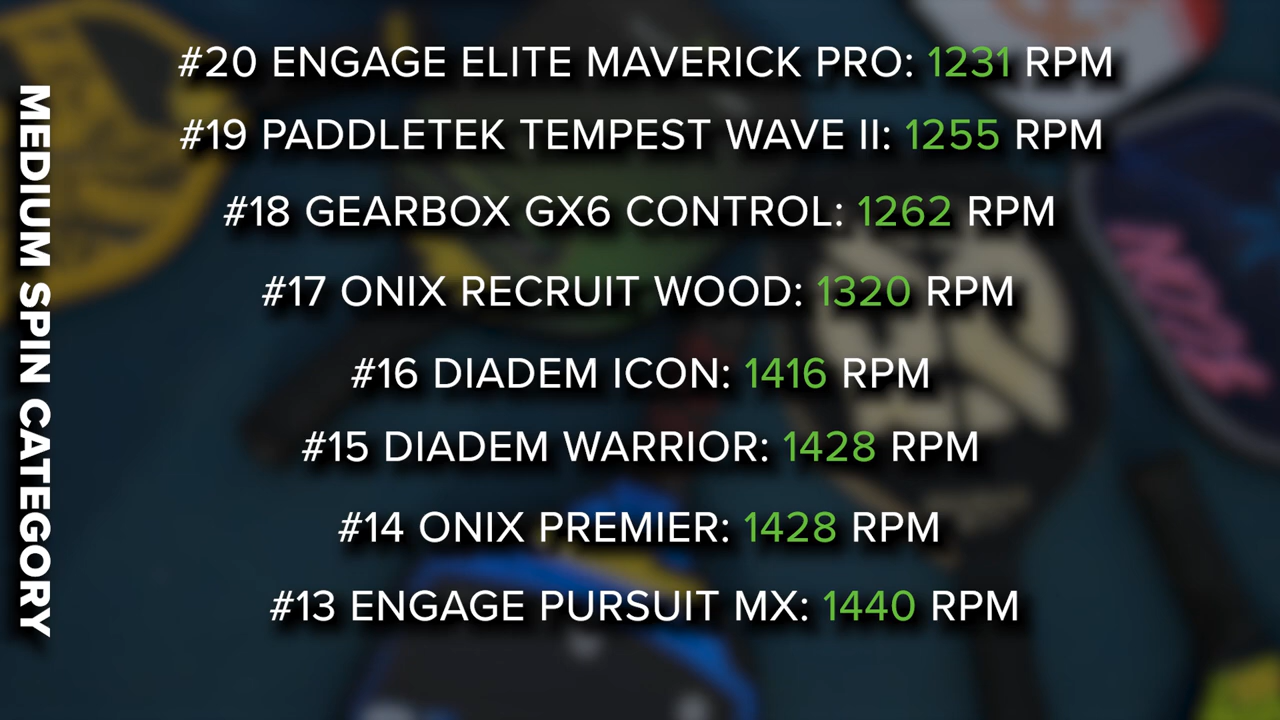 MEDIUM SPIN CATEGORY
#20 ENGAGE ELITE MAVERICK PRO: 1231 RPM
#19 PADDLETEK TEMPEST WAVE II: 1255 RPM
#18 GEARBOX GX6 CONTROL: 1262 RPM
#17 ONIX RECRUIT WOOD: 1320 RPM
#16 DIADEM ICON: 1416 RPM
#15 DIADEM WARRIOR: 1428 RPM
#14 ONIX PREMIER: 1428 RPM
#13 ENGAGE PURSUIT MX: 1440 RPM